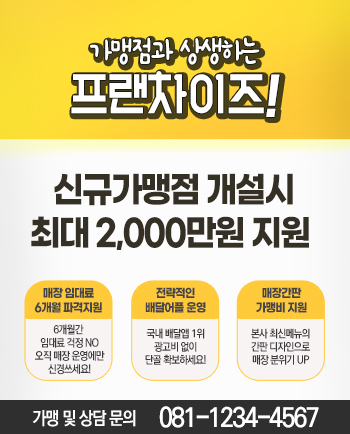 가맹점과 상생하는
프랜차이즈!
신규가맹점 개설시
최대 2,000만원 지원
매장 임대료
6개월 파격지원
6개월간
임대료 걱정 NO
오직 매장 운영에만
신경쓰세요!
전략적인
배달어플 운영
국내 배달앱 1위
광고비 없이
단골 확보하세요!
매장간판
가맹비 지원
본사 최신메뉴의
간판 디자인으로
매장 분위기 UP
가맹 및 상담 문의 081-1234-4567